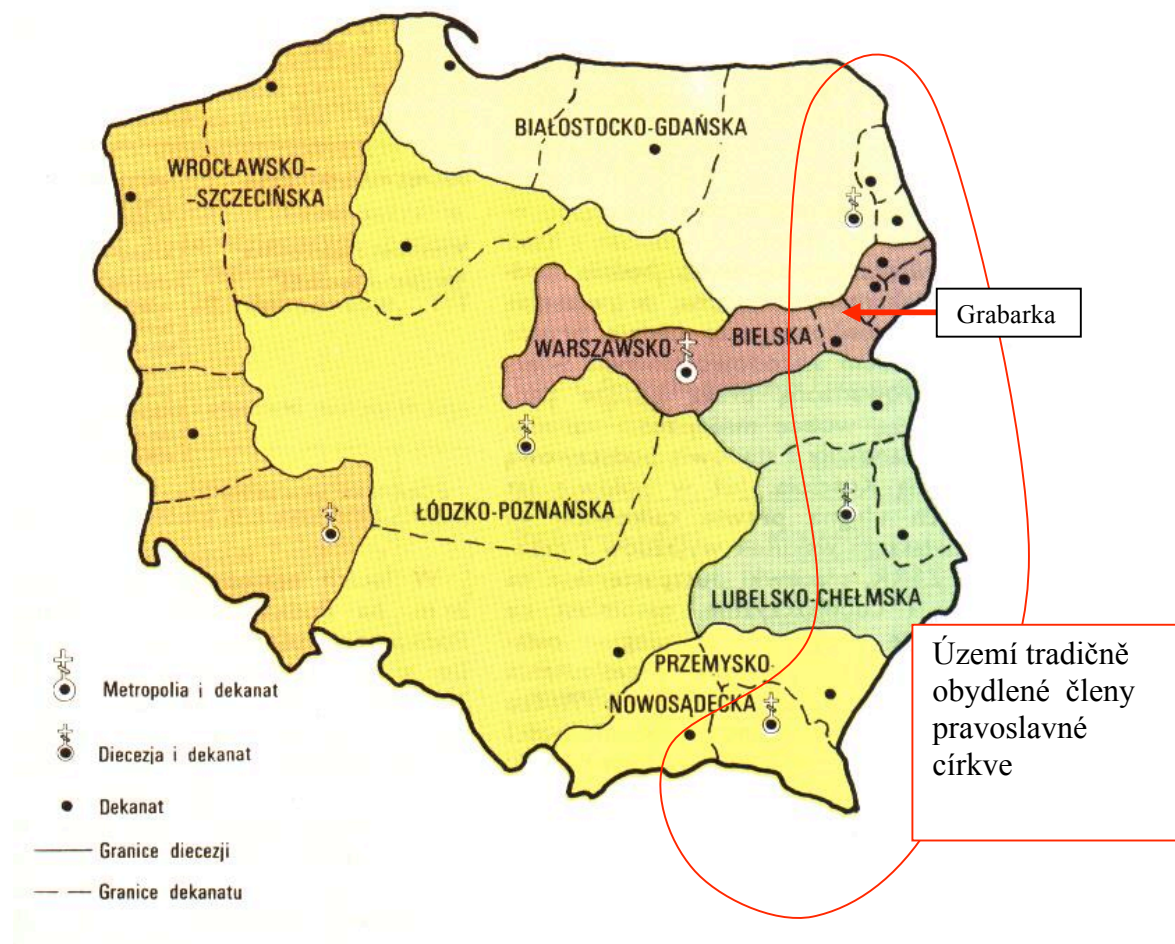 BIAŁOSTOCKO-GDAŃSKA
WROCŁAWSKO-
-SZCZECIŃSKA
Grabarka
WARSZAWSKO-
BIELSKA
ŁÓDZKO-POZNAŃSKA
LUBELSKO-CHEŁMSKA
PRZEMYSKO-
NOWOSĄDECKA
Území tradičně
obydlené členy
pravoslavné
církve
Metropolia i dekanat
Diecezja i dekanat
Dekanat
Granice diecezji
Granice dekanatu